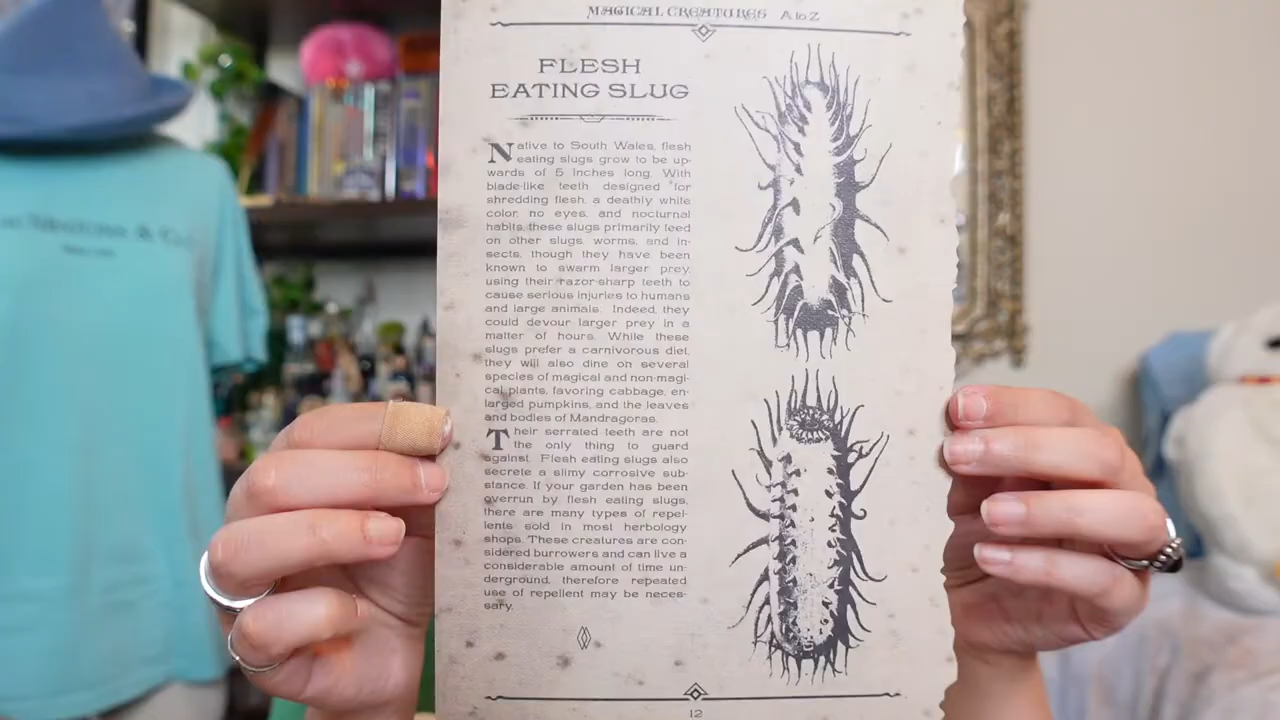 MAGICAL CREATURES A to Z
FLESH
EATING SLUG
Native to South Wales, flesh
eating slugs grow to be up-
wards of 5 inches long. With
blade-like teeth designed for
shredding flesh, a deathly white
color, no eyes, and nocturnal
habits, these slugs primarily feed
on other slugs, worms, and in-
sects, though they have been
known to swarm larger prey,
using their razor-sharp teeth to
cause serious injuries to humans
and large animals. Indeed, they
could devour larger prey in a
matter of hours. While these
slugs prefer a carnivorous diet,
they will also dine on several
species of magical and non-magi-
cal plants, favoring cabbage, en-
larged pumpkins, and the leaves
and bodies of Mandragoras.
Their serrated teeth are not
the only thing to guard
against. Flesh eating slugs also
secrete a slimy corrosive sub-
stance. If your garden has been
overrun by flesh eating slugs,
there are many types of repel-
lents sold in most herbology
shops. These creatures are con-
sidered burrowers and can live a
considerable amount of time un-
derground, therefore repeated
use of repellent may be neces-
sary.
12